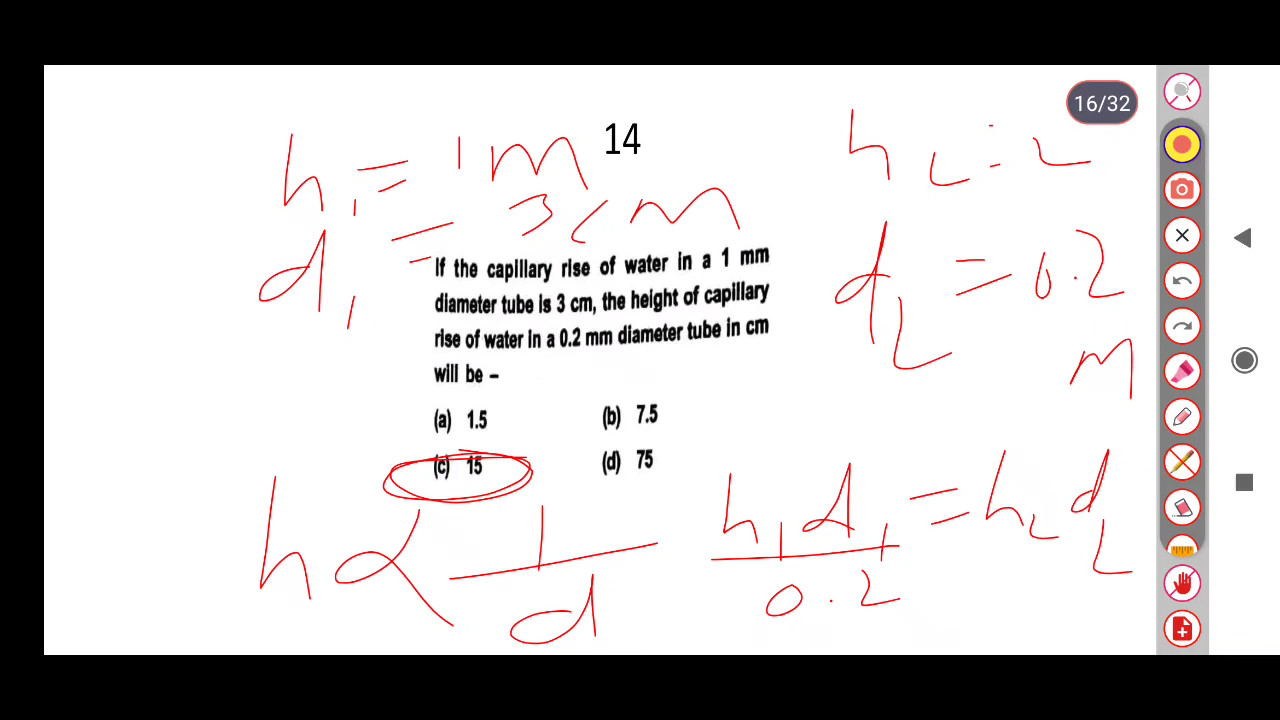 16/32
14
h₁ = 1m
d₁ = 3cm
h₂ = 2
d₂ = 0.2
m
If the capillary rise of water in a 1 mm
diameter tube is 3 cm, the height of capillary
rise of water in a 0.2 mm diameter tube in cm
will be –
(a) 1.5 (b) 7.5
(c) 15 (d) 75
h ∝ 1/d
h₁d₁/0.2 = h₂d₂